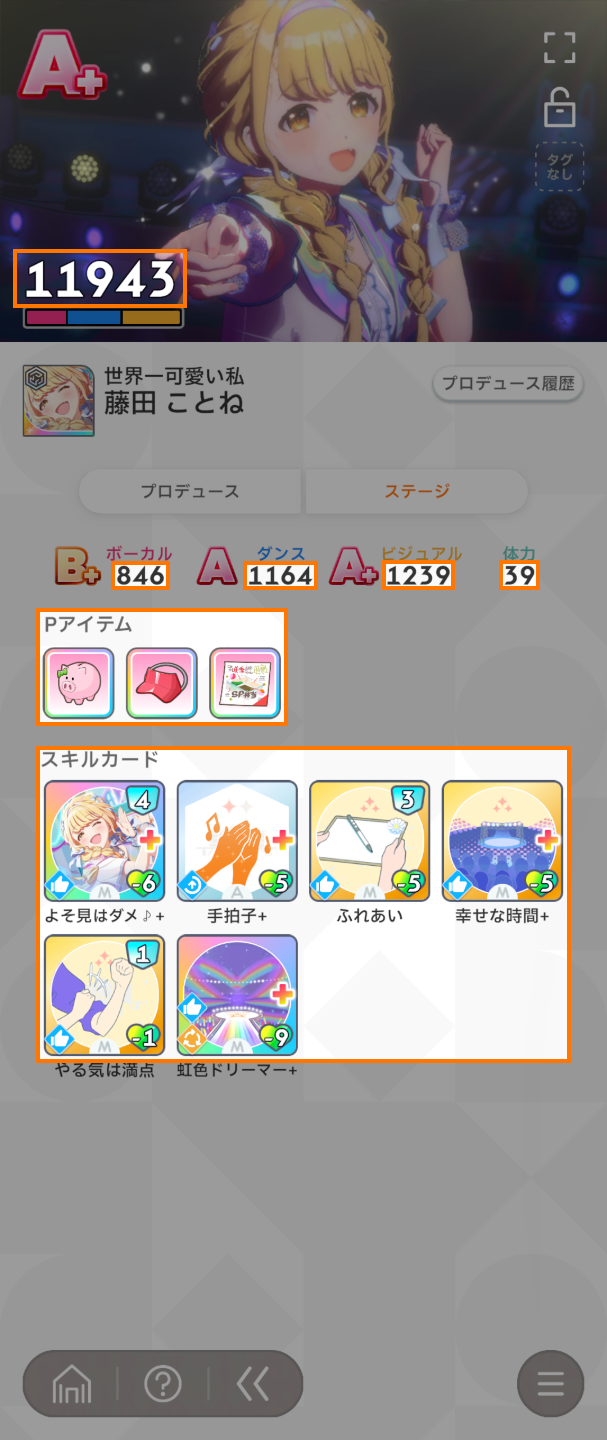 A+
タグ
なし
11943
世界一可愛い私
藤田 ことね
プロデュース履歴
プロデュース
ステージ
B+ ボーカル 846
A ダンス 1164
A+ ビジュアル 1239
体力 39
Pアイテム
SP弁当
スキルカード
4 + -6 M
+ -5 A
3 -5 M
+ -5 M
よそ見はダメ♪+
手拍子+
ふれあい
幸せな時間+
1 -1 M
+ -9 M
やる気は満点
虹色ドリーマー+
?